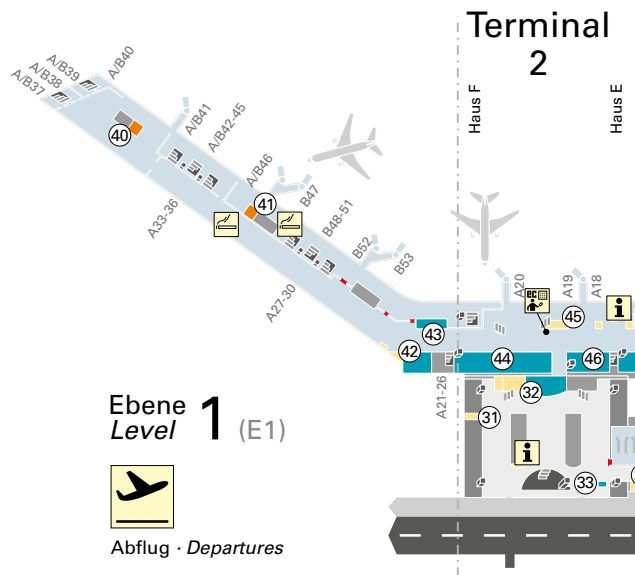 Terminal
2
Haus F
Haus E
A/B40
A/B39
A/B38
A/B37
40
A/B41
A/B42-45
A/B46
41
B47
B48-51
A33-36
A27-30
B52
B53
A20
A19
A18
EC
i
45
43
42
44
46
A21-26
32
31
i
33
Ebene
Level 1 (E1)
Abflug · Departures